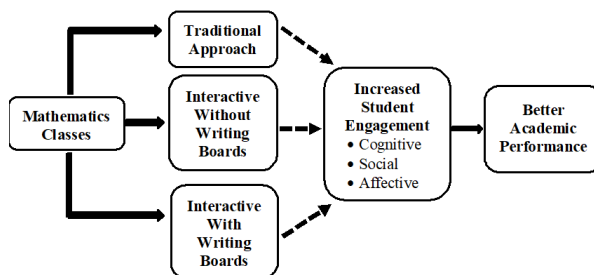 Traditional
Approach
Mathematics
Classes
Interactive
Without
Writing
Boards
Interactive
With
Writing
Boards
Increased
Student
Engagement
• Cognitive
• Social
• Affective
Better
Academic
Performance